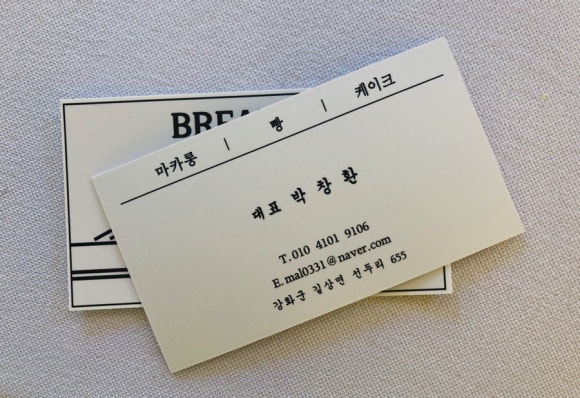 BREA
마카롱 | 빵 | 케이크
대표 박창환
T.010 4101 9106
E.mal0331@naver.com
강화군 길상면 선두리 655